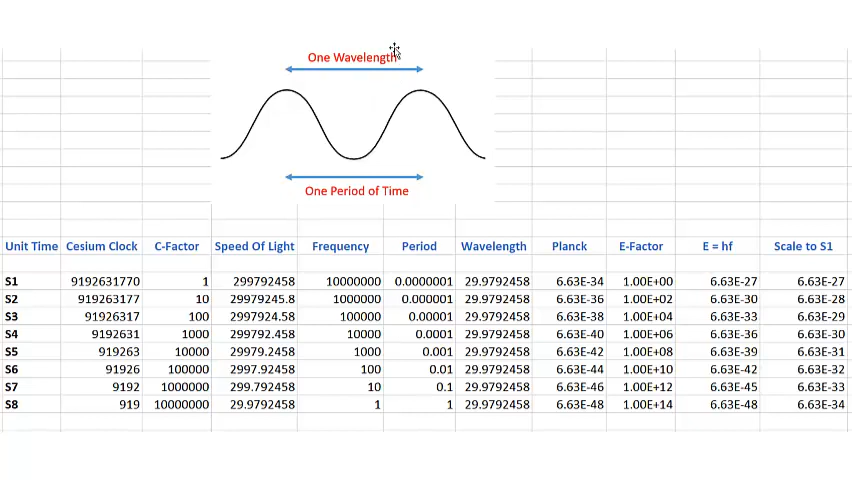 One Wavelength
One Period of Time
Unit Time Cesium Clock C-Factor Speed Of Light Frequency Period Wavelength Planck E-Factor E = hf Scale to S1
S1 9192631770 1 299792458 10000000 0.0000001 29.9792458 6.63E-34 1.00E+00 6.63E-27 6.63E-27
S2 919263177 10 29979245.8 1000000 0.000001 29.9792458 6.63E-36 1.00E+02 6.63E-30 6.63E-28
S3 91926317 100 2997924.58 100000 0.00001 29.9792458 6.63E-38 1.00E+04 6.63E-33 6.63E-29
S4 9192631 1000 299792.458 10000 0.0001 29.9792458 6.63E-40 1.00E+06 6.63E-36 6.63E-30
S5 919263 10000 29979.2458 1000 0.001 29.9792458 6.63E-42 1.00E+08 6.63E-39 6.63E-31
S6 91926 100000 2997.92458 100 0.01 29.9792458 6.63E-44 1.00E+10 6.63E-42 6.63E-32
S7 9192 1000000 299.792458 10 0.1 29.9792458 6.63E-46 1.00E+12 6.63E-45 6.63E-33
S8 919 10000000 29.9792458 1 1 29.9792458 6.63E-48 1.00E+14 6.63E-48 6.63E-34